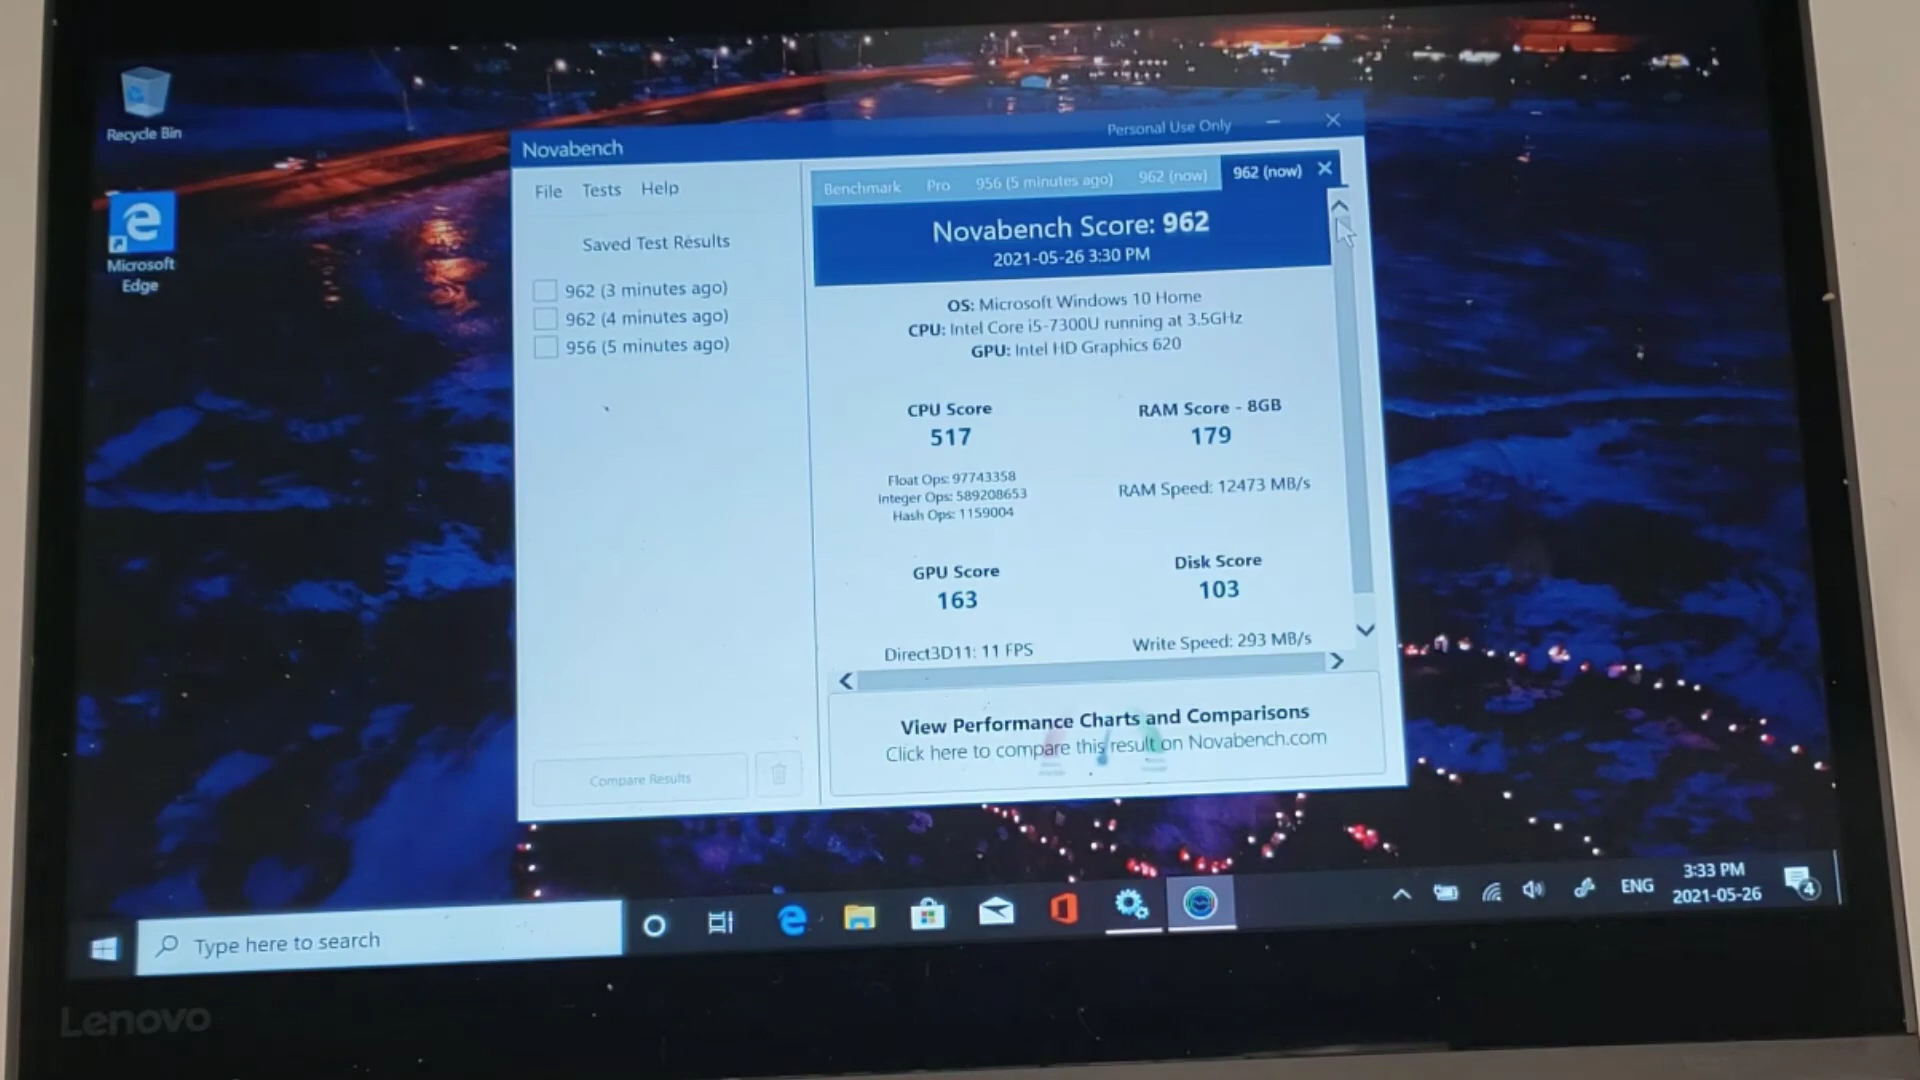 Recycle Bin
Microsoft
Edge
Novabench
Personal Use Only
File Tests Help
Saved Test Results
962 (3 minutes ago)
962 (4 minutes ago)
956 (5 minutes ago)
Compare Results
Benchmark Pro 956 (5 minutes ago) 962 (now) 962 (now)
Novabench Score: 962
2021-05-26 3:30 PM
OS: Microsoft Windows 10 Home
CPU: Intel Core i5-7300U running at 3.5GHz
GPU: Intel HD Graphics 620
CPU Score
517
Float Ops: 97743358
Integer Ops: 589208653
Hash Ops: 1159004
RAM Score - 8GB
179
RAM Speed: 12473 MB/s
GPU Score
163
Direct3D11: 11 FPS
Disk Score
103
Write Speed: 293 MB/s
View Performance Charts and Comparisons
Click here to compare this result on Novabench.com
Type here to search
ENG
3:33 PM
2021-05-26
4
Lenovo